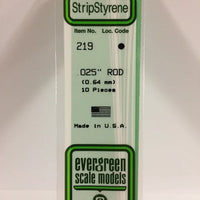 StripStyrene
Item No. Loc. Code
219
.025" ROD
(0.64 mm)
10 Pieces
Made in U.S.A.
evergreen
scale models